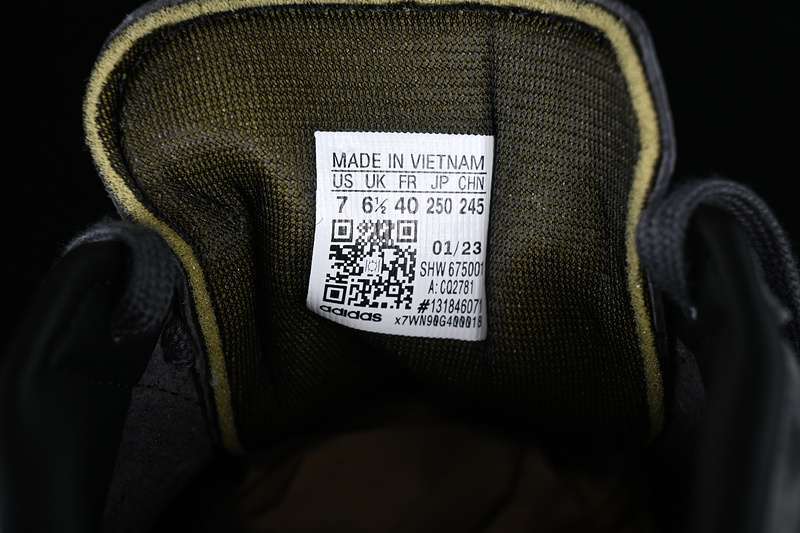 MADE IN VIETNAM
US UK FR JP CHN
7 6½ 40 250 245
01/23
SHW 675001
A: CQ2781
#131846071
adidas
x7WN90G400018